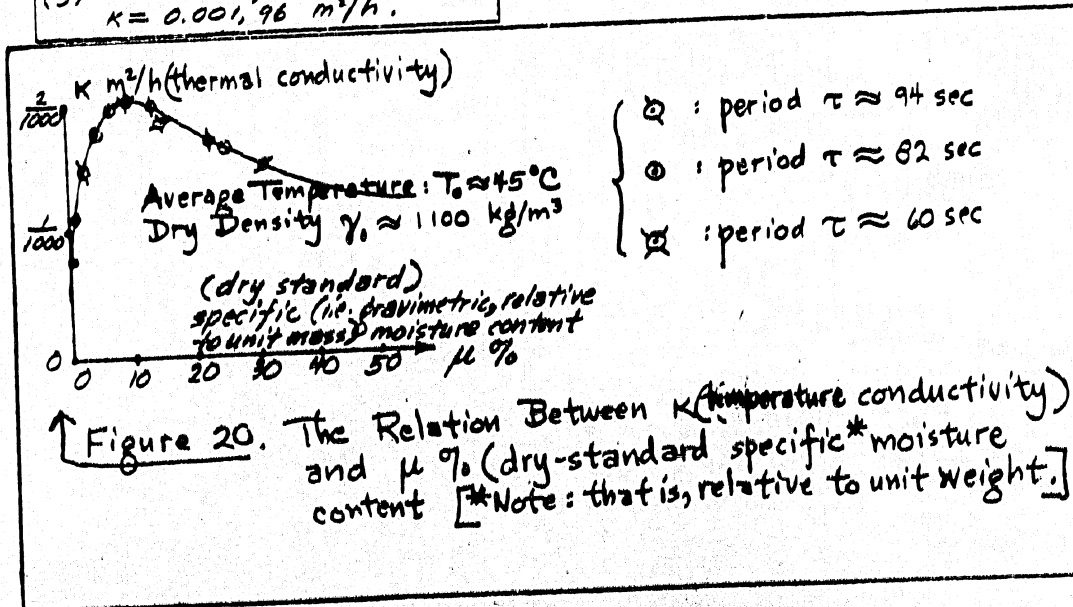 K = 0.001,96 m²/h.
K m²/h (thermal conductivity)
2/1000
1/1000
0
Average Temperature: T₀ ≈ 45°C
Dry Density γ₀ ≈ 1100 kg/m³
(dry standard)
specific (i.e. gravimetric, relative
to unit mass) moisture content
0 10 20 30 40 50 μ %
: period τ ≈ 94 sec
: period τ ≈ 82 sec
: period τ ≈ 60 sec
Figure 20. The Relation Between K (temperature conductivity)
and μ % (dry-standard specific* moisture
content [*Note: that is, relative to unit weight.]